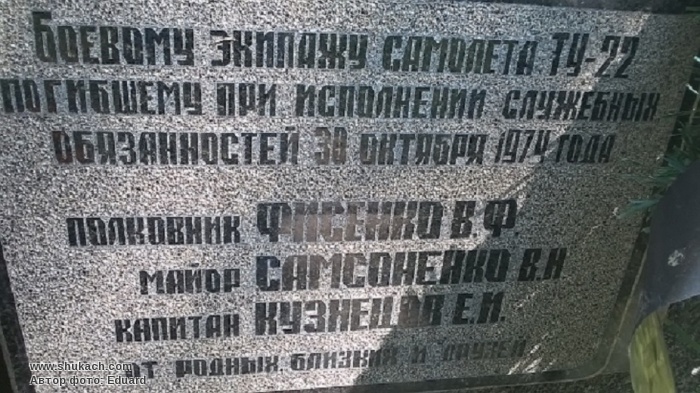 Боевому экипажу самолета ТУ-22
погибшему при исполнении служебных
обязанностей 30 октября 1974 года
полковник Фисенко В.Ф.
майор Самсоненко В.Н
капитан Кузнецов Е.И.
от родных, близких и друзей
www.shukach.com
Автор фото: Eduard